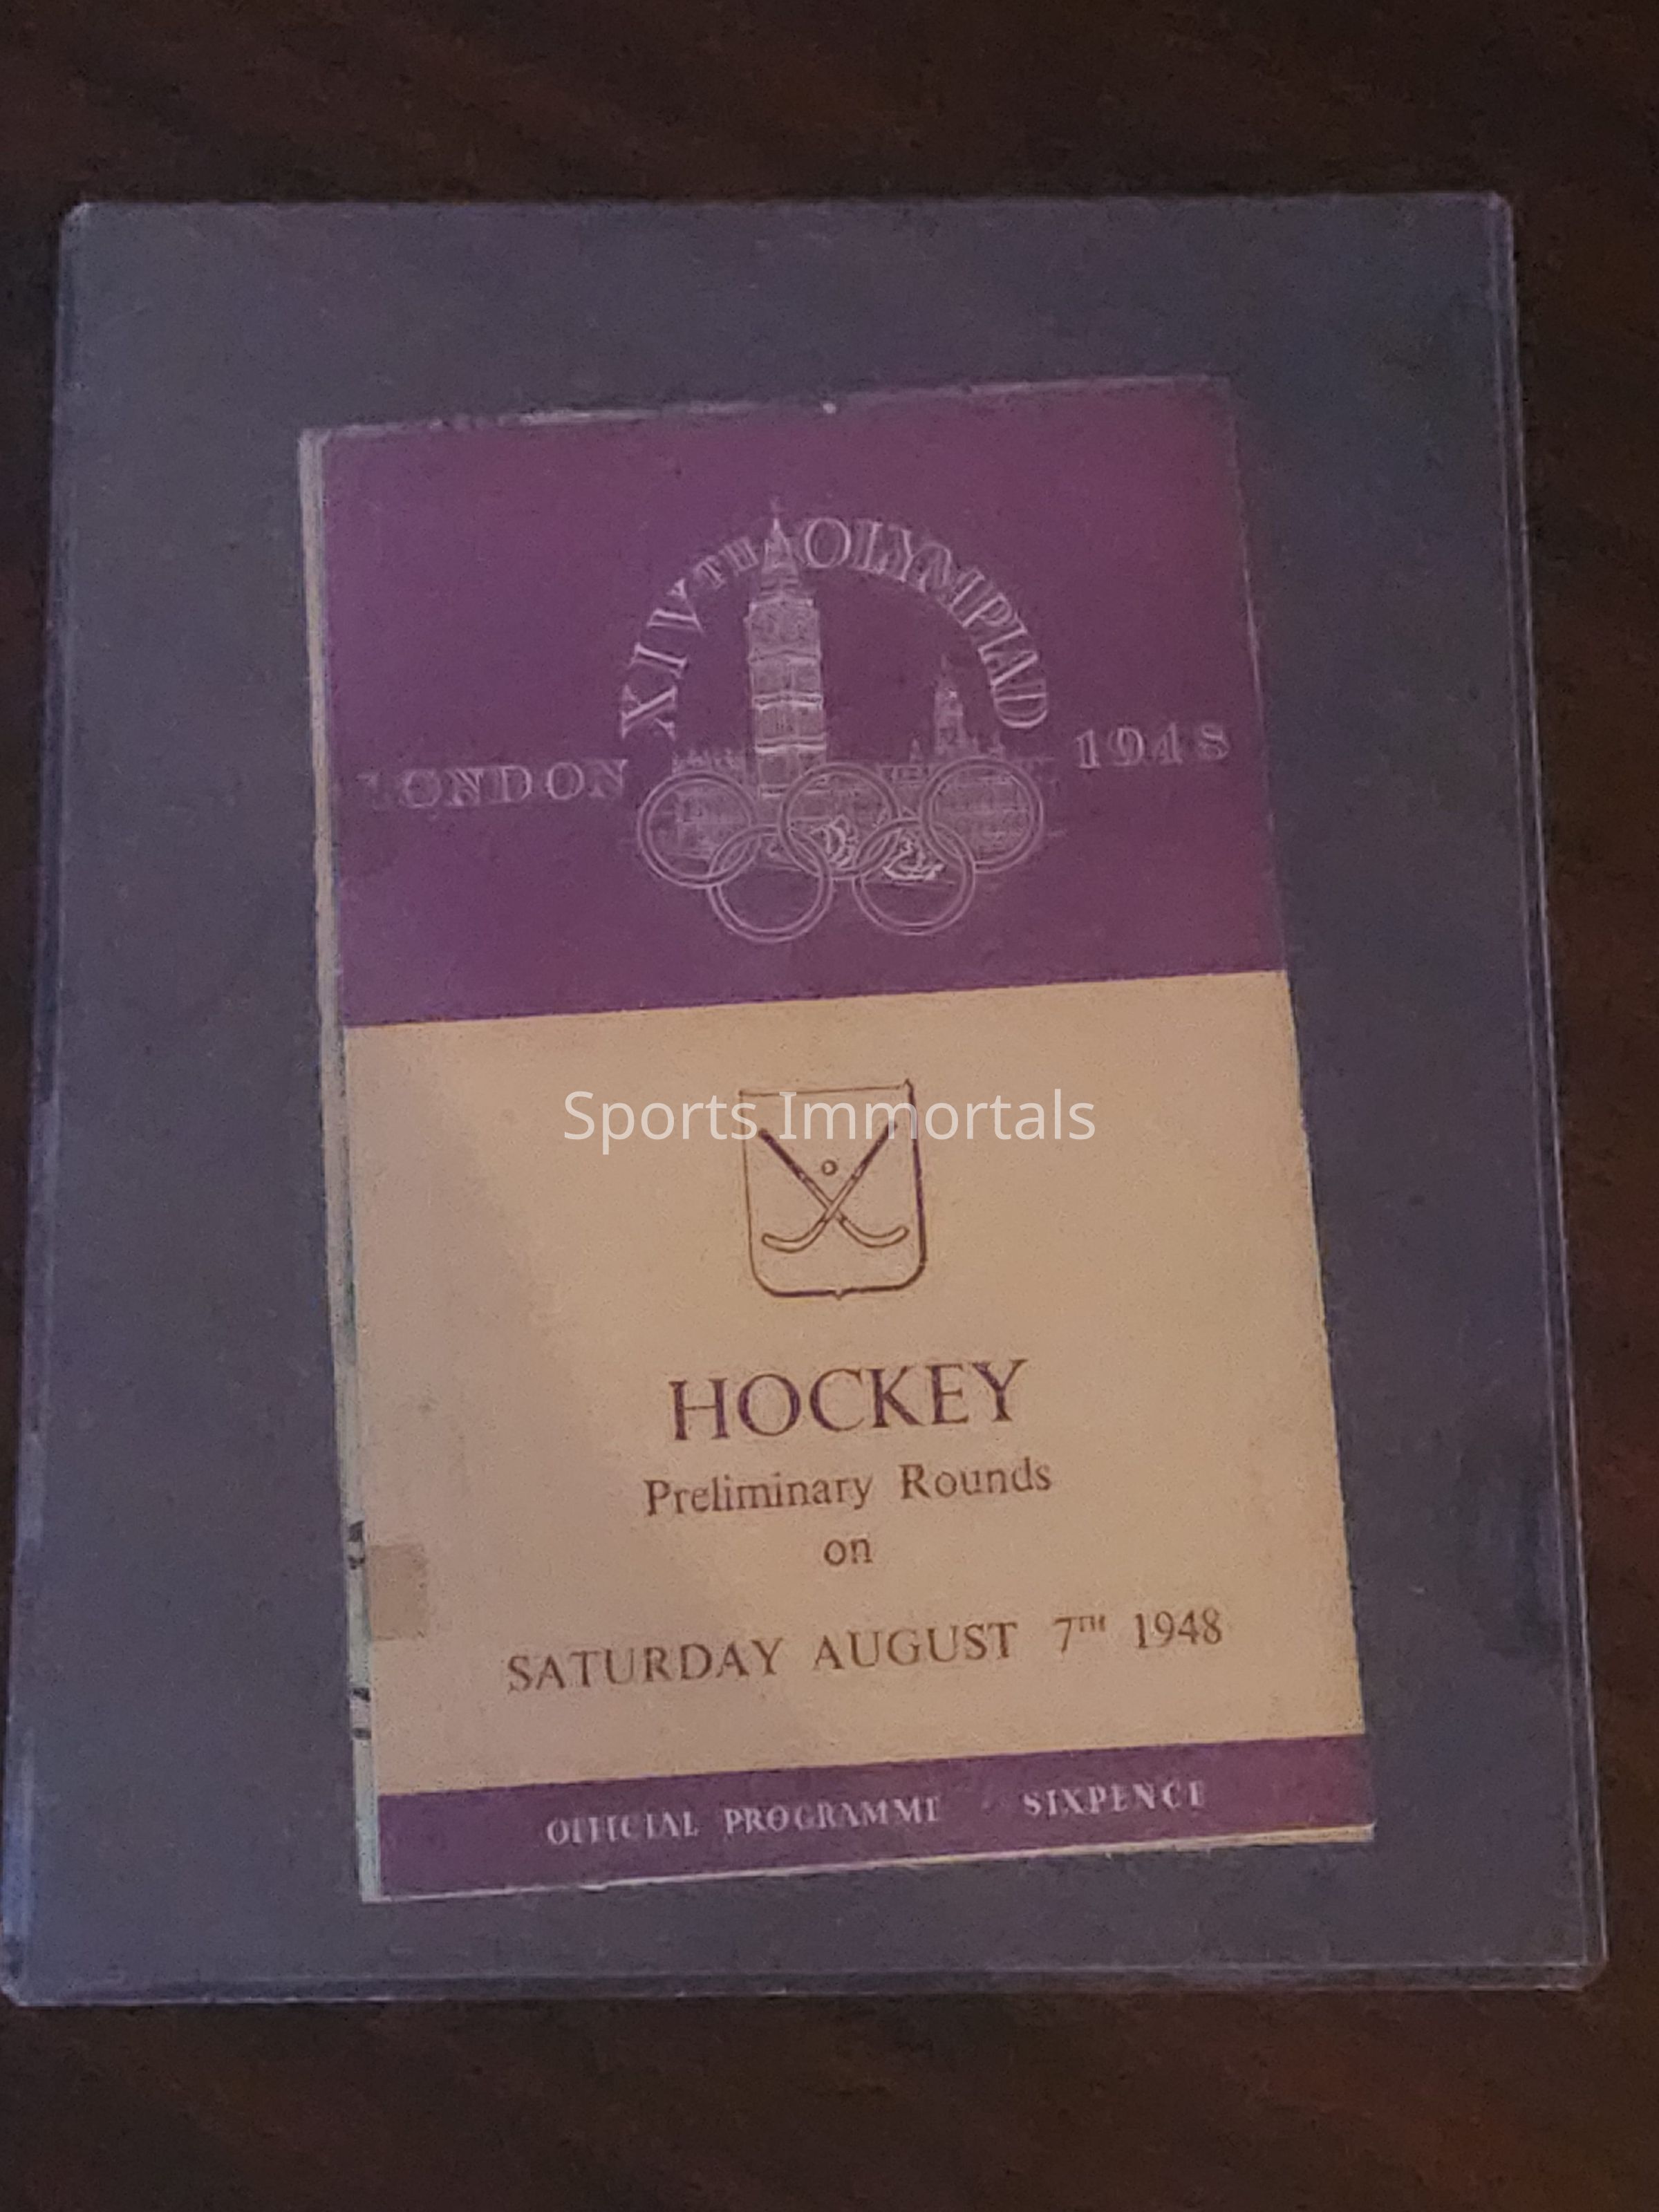 XIVTH OLYMPIAD
LONDON 1948
Sports Immortals
HOCKEY
Preliminary Rounds
on
SATURDAY AUGUST 7TH 1948
OFFICIAL PROGRAMME SIXPENCE